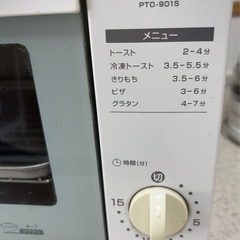 PTO-901S
メニュー
トースト 2-4分
冷凍トースト 3.5-5.5分
きりもち 3.5-6分
ピザ 3-6分
グラタン 4-7分
時間(分)
切
15